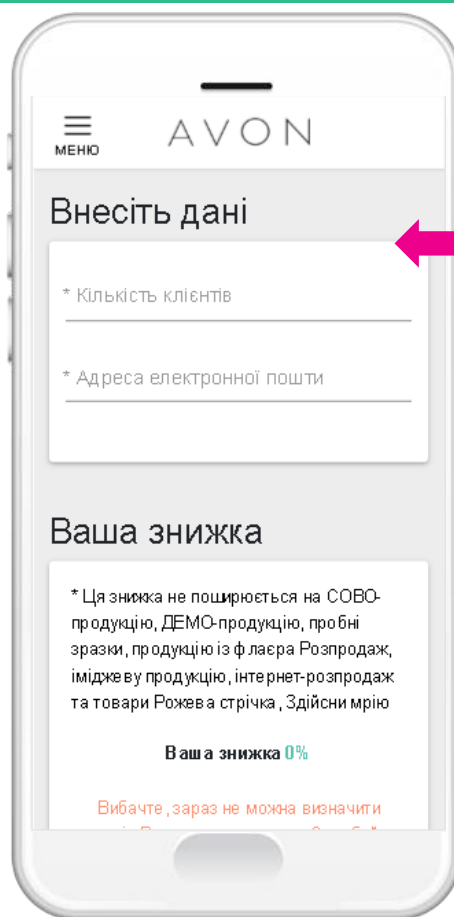 МЕНЮ
AVON
Внесіть дані
* Кількість клієнтів
* Адреса електронної пошти
Ваша знижка
* Ця знижка не поширюється на СОВО-
продукцію, ДЕМО-продукцію, пробні
зразки, продукцію із флаєра Розпродаж,
іміджеву продукцію, інтернет-розпродаж
та товари Рожева стрічка, Здійсни мрію
Ваша знижка 0%
Вибачте, зараз не можна визначити